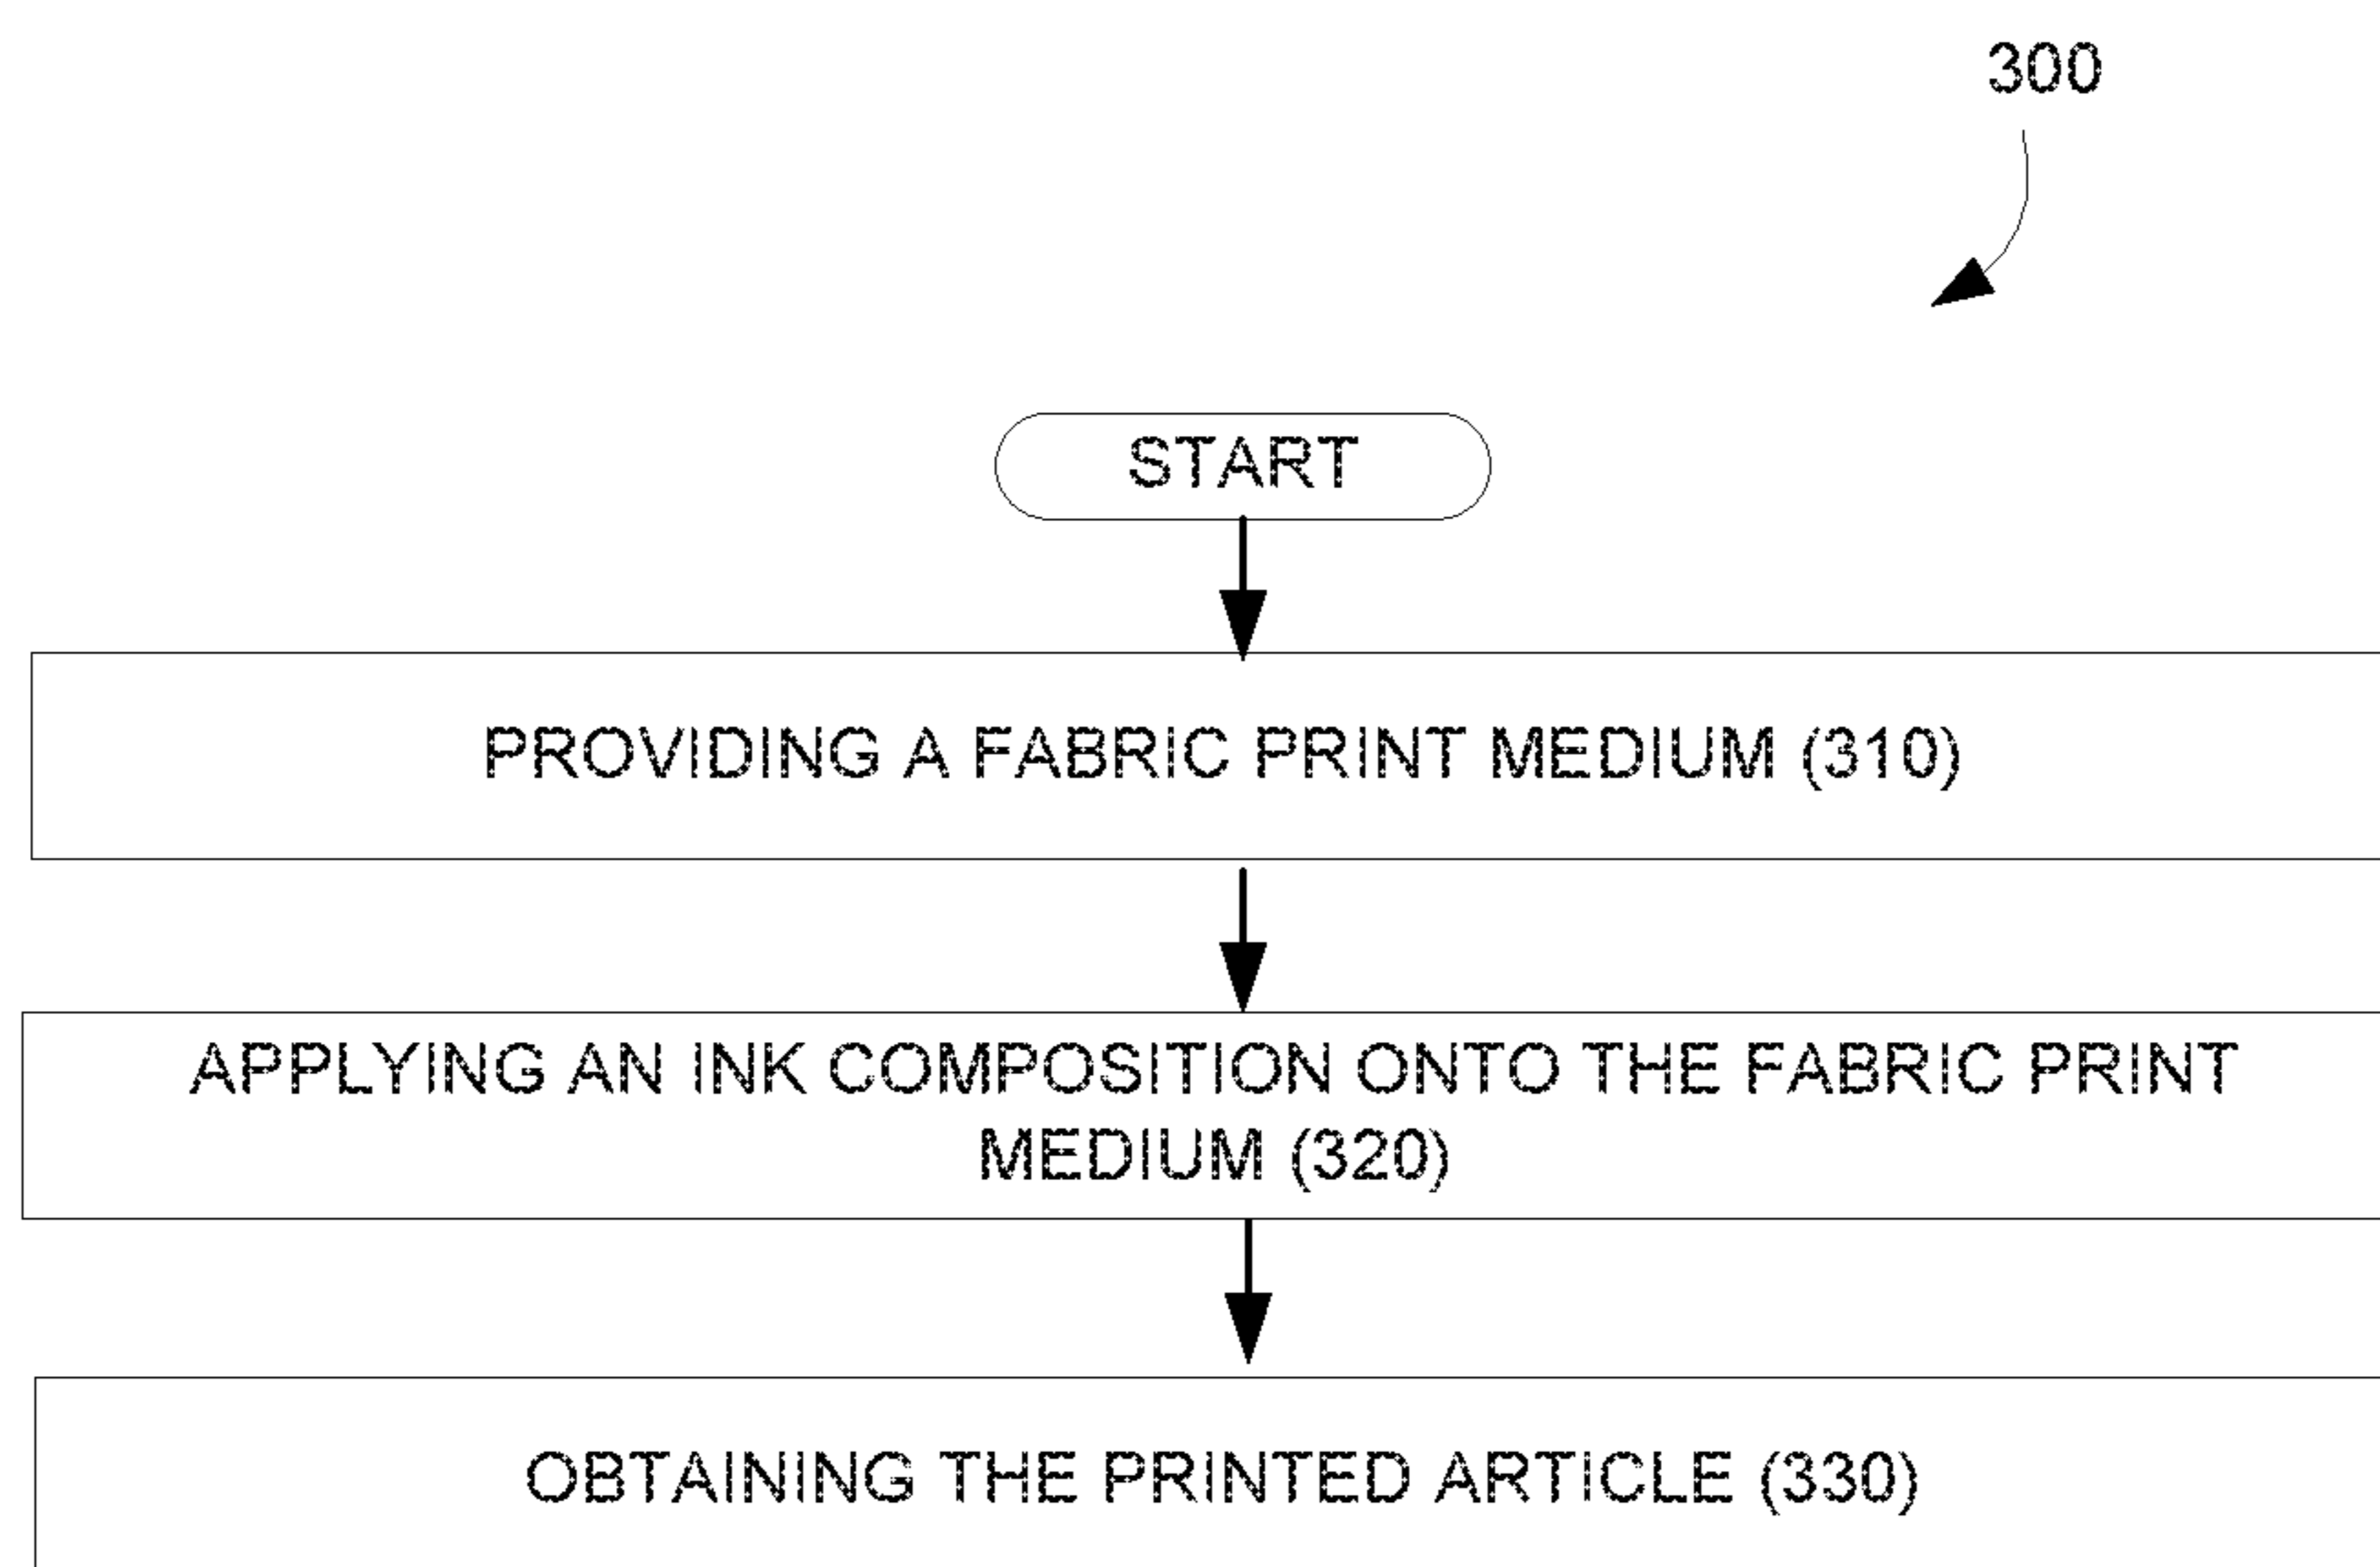 300
START
PROVIDING A FABRIC PRINT MEDIUM (310)
APPLYING AN INK COMPOSITION ONTO THE FABRIC PRINT
MEDIUM (320)
OBTAINING THE PRINTED ARTICLE (330)